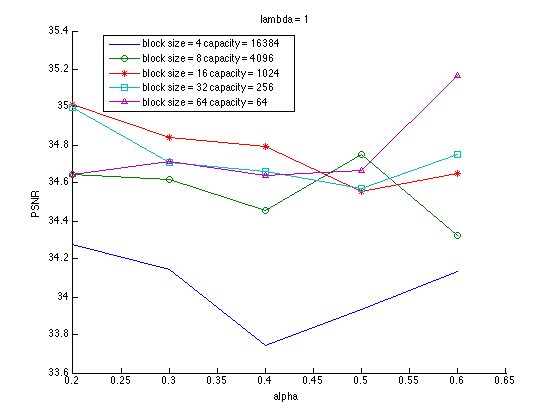 lambda = 1
35.4
35.2
35
34.8
34.6
34.4
34.2
34
33.8
33.6
PSNR
block size = 4 capacity = 16384
block size = 8 capacity = 4096
block size = 16 capacity = 1024
block size = 32 capacity = 256
block size = 64 capacity = 64
0.2 0.25 0.3 0.35 0.4 0.45 0.5 0.55 0.6 0.65
alpha